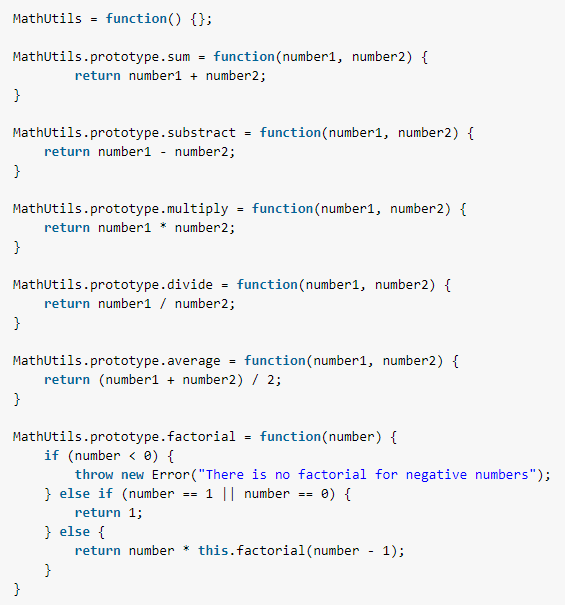 MathUtils = function() {};
MathUtils.prototype.sum = function(number1, number2) {
        return number1 + number2;
}
MathUtils.prototype.substract = function(number1, number2) {
    return number1 - number2;
}
MathUtils.prototype.multiply = function(number1, number2) {
    return number1 * number2;
}
MathUtils.prototype.divide = function(number1, number2) {
    return number1 / number2;
}
MathUtils.prototype.average = function(number1, number2) {
    return (number1 + number2) / 2;
}
MathUtils.prototype.factorial = function(number) {
    if (number < 0) {
        throw new Error("There is no factorial for negative numbers");
    } else if (number == 1 || number == 0) {
        return 1;
    } else {
        return number * this.factorial(number - 1);
    }
}